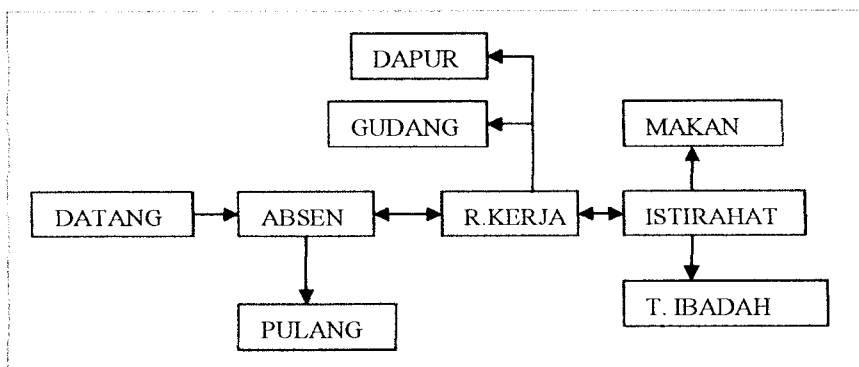 DAPUR
GUDANG
MAKAN
DATANG
ABSEN
R.KERJA
ISTIRAHAT
PULANG
T. IBADAH